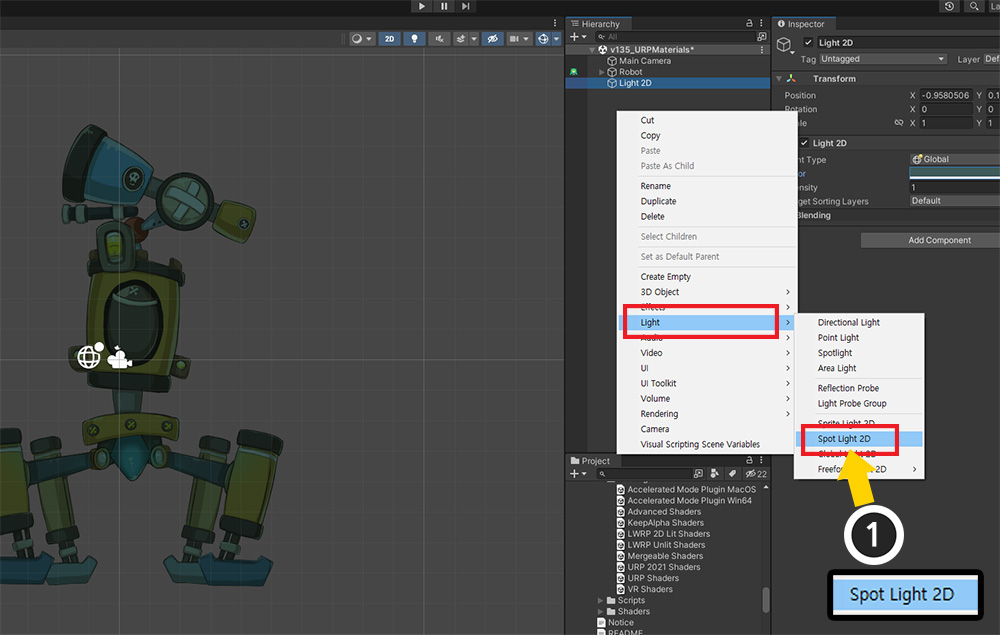 La
2D
Hierarchy
All
v135_URPMaterials*
Main Camera
Robot
Light 2D
Inspector
Light 2D
Tag Untagged Layer Def
Transform
Position X -0.9580506 Y 0.1
Rotation X 0 Y 0
ale X 1 Y 1
Light 2D
nt Type Global
or
nsity 1
rget Sorting Layers Default
Blending
Add Component
Cut
Copy
Paste
Paste As Child
Rename
Duplicate
Delete
Select Children
Set as Default Parent
Create Empty
3D Object
Effects
Light
Audio
Video
UI
UI Toolkit
Volume
Rendering
Camera
Visual Scripting Scene Variables
Directional Light
Point Light
Spotlight
Area Light
Reflection Probe
Light Probe Group
Sprite Light 2D
Spot Light 2D
Global Light 2D
Freeform Light 2D
Project
22
Accelerated Mode Plugin MacOS
Accelerated Mode Plugin Win64
Advanced Shaders
KeepAlpha Shaders
LWRP 2D Lit Shaders
LWRP Unlit Shaders
Mergeable Shaders
URP 2021 Shaders
URP Shaders
VR Shaders
Scripts
Shaders
Notice
README
1
Spot Light 2D